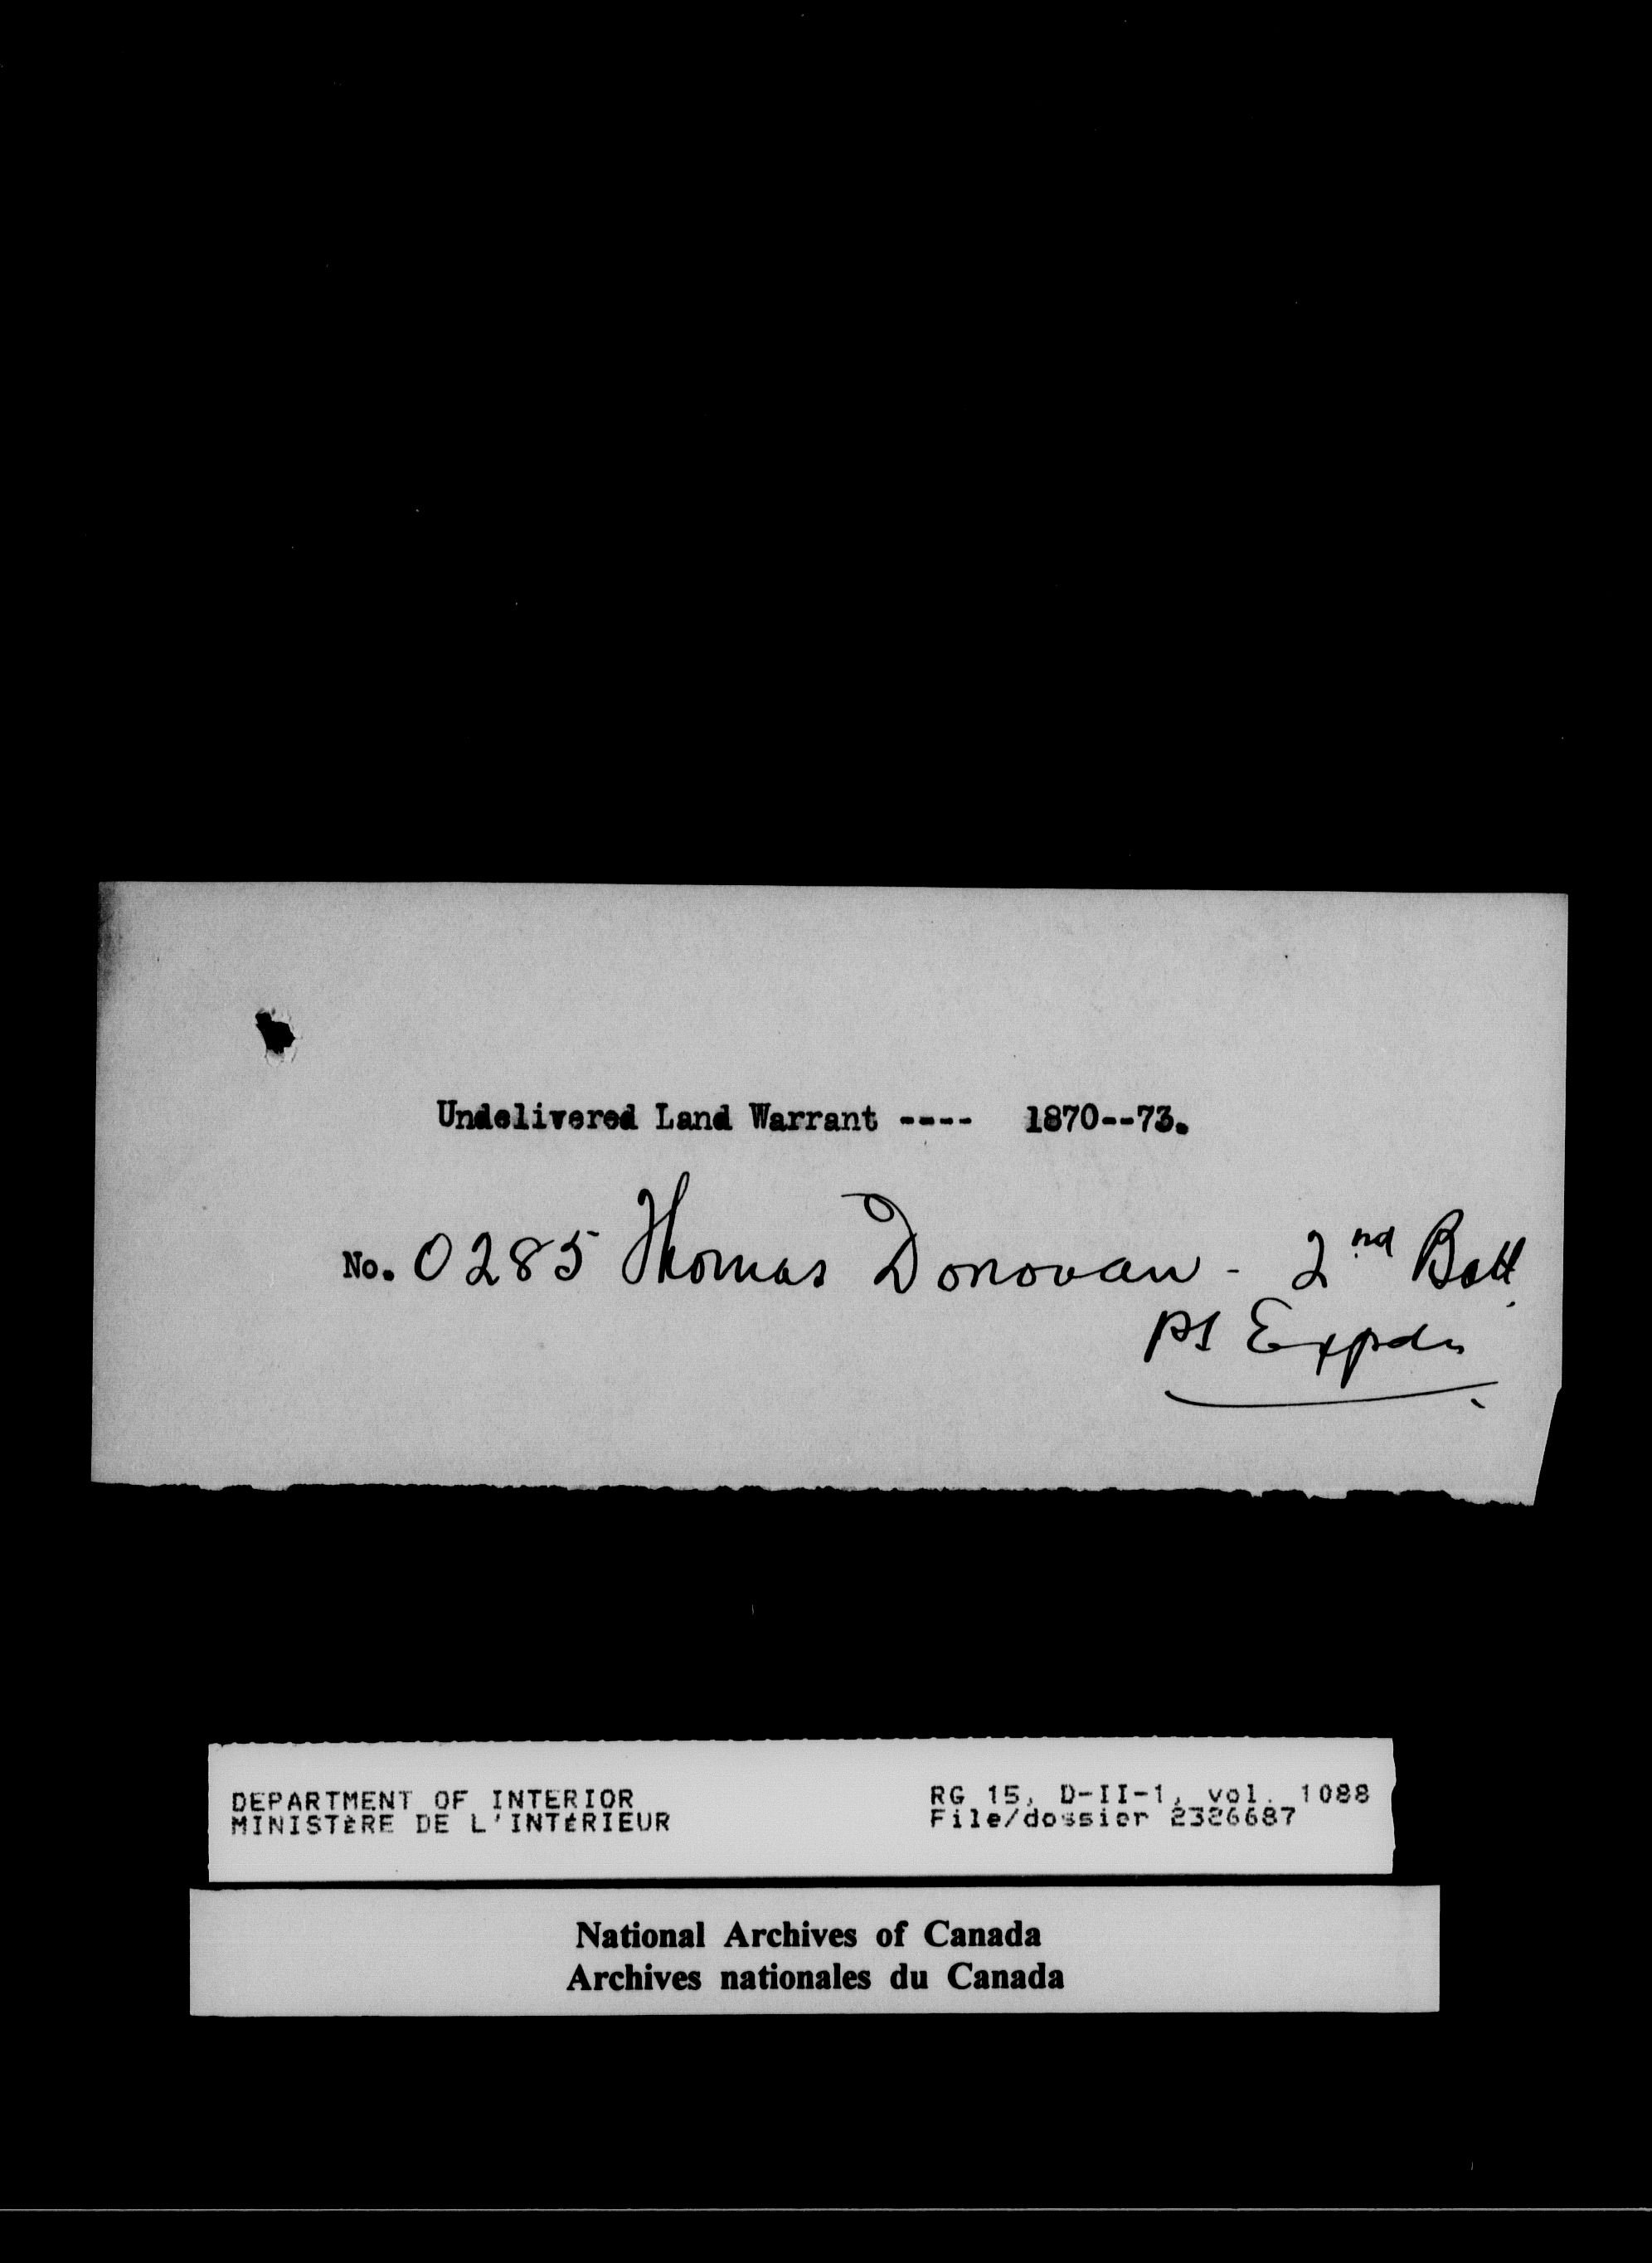 Undelivered Land Warrant ---- 1870--73.
No. 0285 Thomas Donovan - 2nd Batt.
Expdn
DEPARTMENT OF INTERIOR
MINISTÈRE DE L'INTÉRIEUR
RG 15, D-II-1, vol. 1088
File/dossier 2326687
National Archives of Canada
Archives nationales du Canada